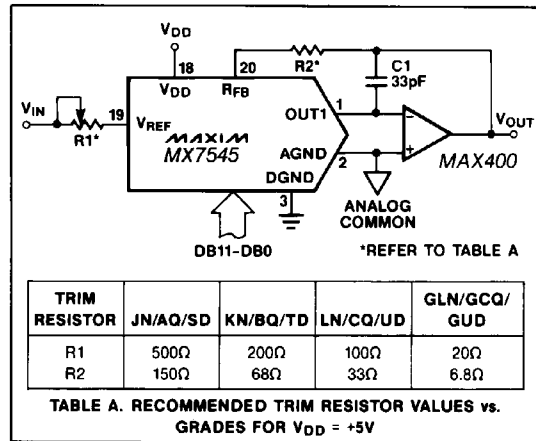 VDD
18
VDD
20
RFB
R2*
C1
33pF
VIN
R1*
19
VREF
MAXIM
MX7545
OUT1
1
AGND
2
DGND
3
−
+
VOUT
MAX400
ANALOG
COMMON
DB11-DB0
*REFER TO TABLE A
TRIM RESISTOR JN/AQ/SD KN/BQ/TD LN/CQ/UD GLN/GCQ/GUD
R1 500Ω 200Ω 100Ω 20Ω
R2 150Ω 68Ω 33Ω 6.8Ω
TABLE A. RECOMMENDED TRIM RESISTOR VALUES vs.
GRADES FOR VDD = +5V